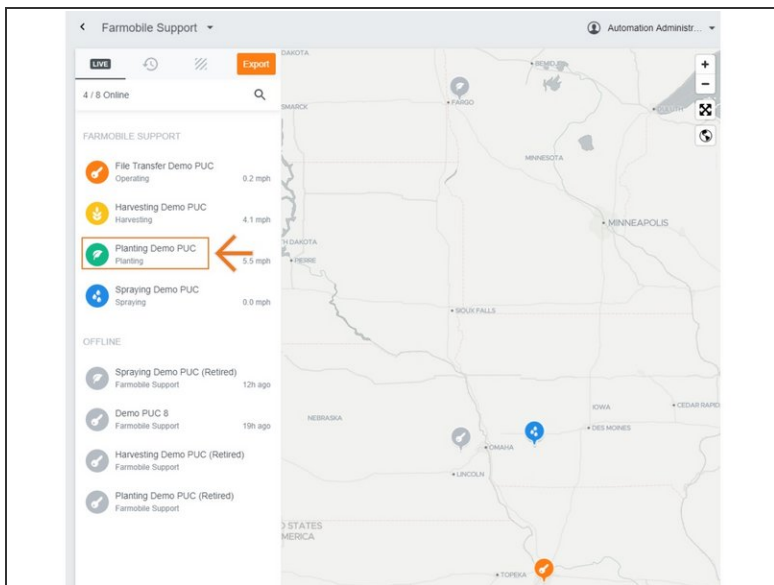 Farmobile Support
Automation Administr...
LIVE
Export
4 / 8 Online
FARMOBILE SUPPORT
File Transfer Demo PUC
Operating 0.2 mph
Harvesting Demo PUC
Harvesting 4.1 mph
Planting Demo PUC
Planting 5.5 mph
Spraying Demo PUC
Spraying 0.0 mph
OFFLINE
Spraying Demo PUC (Retired)
Farmobile Support 12h ago
Demo PUC 8
Farmobile Support 19h ago
Harvesting Demo PUC (Retired)
Farmobile Support
Planting Demo PUC (Retired)
Farmobile Support
DAKOTA
BEMIDJI
SMARCK
FARGO
DULUTH
MINNESOTA
MINNEAPOLIS
H DAKOTA
PIERRE
SIOUX FALLS
IOWA
CEDAR RAPID
NEBRASKA
DES MOINES
OMAHA
LINCOLN
STATES
MERICA
TOPEKA